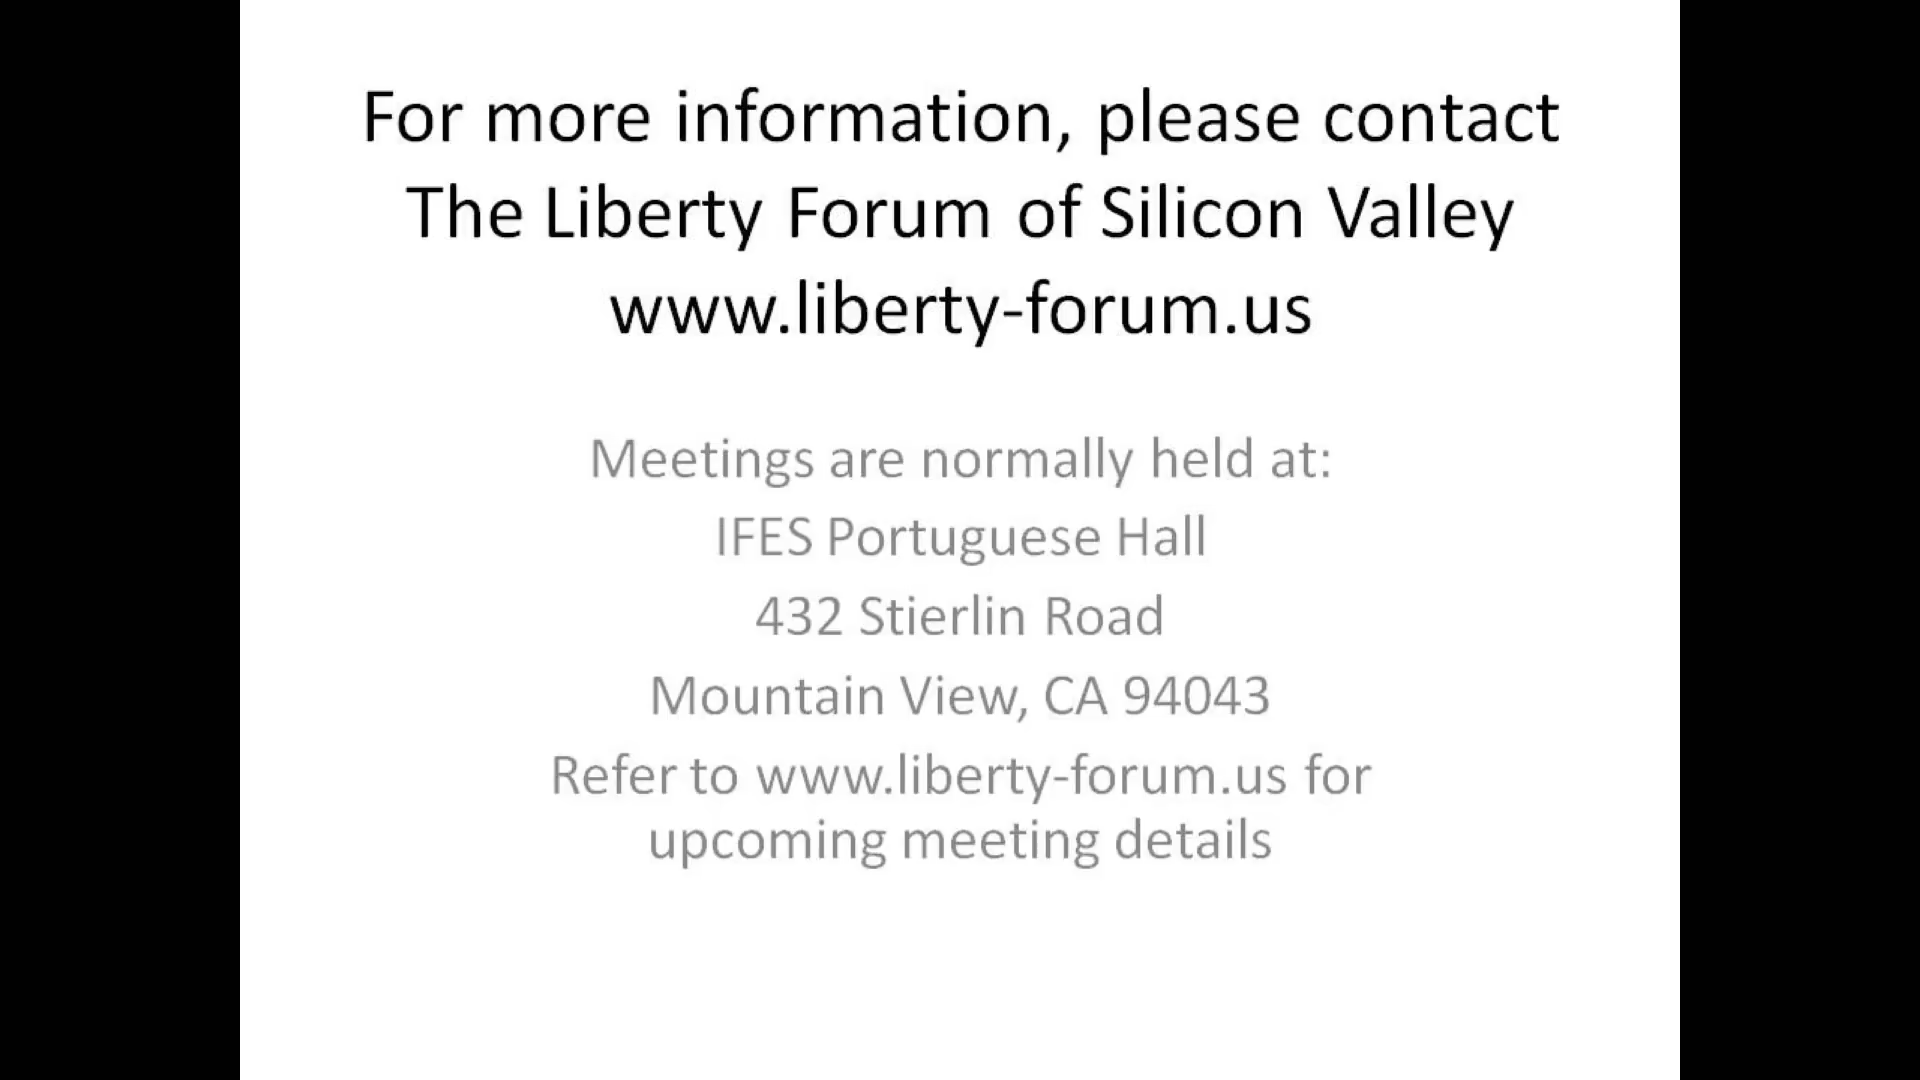 For more information, please contact
The Liberty Forum of Silicon Valley
www.liberty-forum.us
Meetings are normally held at:
IFES Portuguese Hall
432 Stierlin Road
Mountain View, CA 94043
Refer to www.liberty-forum.us for
upcoming meeting details